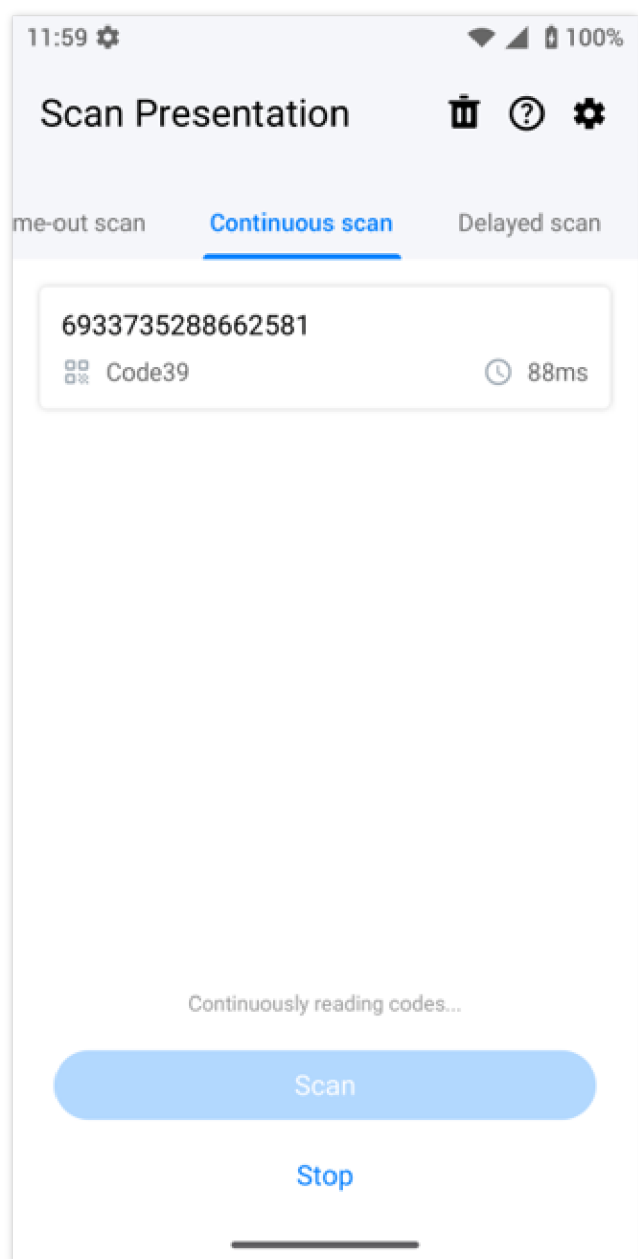 11:59 100%
Scan Presentation
me-out scan Continuous scan Delayed scan
6933735288662581
Code39 88ms
Continuously reading codes...
Scan
Stop